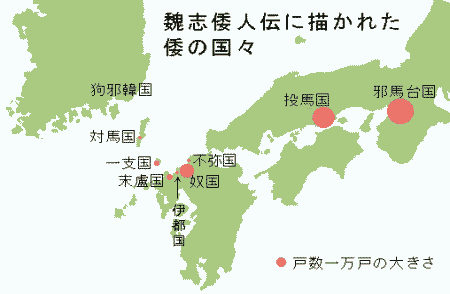 魏志倭人伝に描かれた
倭の国々
狗邪韓国
邪馬台国
投馬国
対馬国
一支国
不弥国
末盧国
奴国
伊都国
戸数一万戸の大きさ